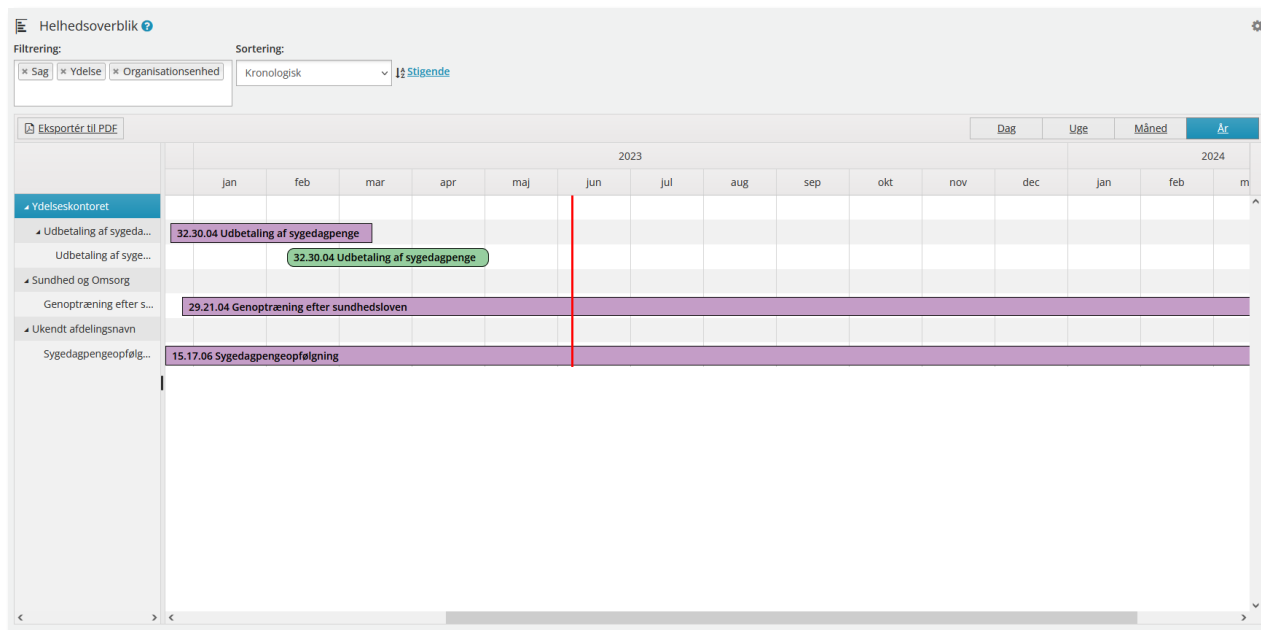 Helhedsoverblik ?
Filtrering:
Sortering:
× Sag × Ydelse × Organisationsenhed
Kronologisk
Stigende
Eksportér til PDF
Dag Uge Måned År
2023 2024
jan feb mar apr maj jun jul aug sep okt nov dec jan feb m
Ydelseskontoret
Udbetaling af sygeda...
32.30.04 Udbetaling af sygedagpenge
Udbetaling af syge...
32.30.04 Udbetaling af sygedagpenge
Sundhed og Omsorg
Genoptræning efter s...
29.21.04 Genoptræning efter sundhedsloven
Ukendt afdelingsnavn
Sygedagpengeopfølg...
15.17.06 Sygedagpengeopfølgning